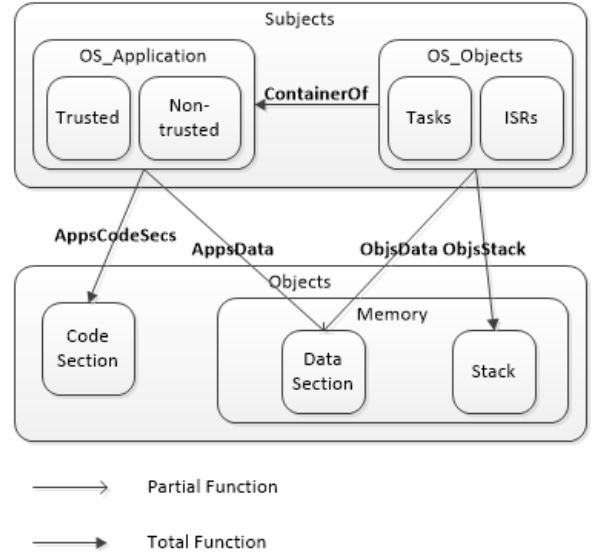 Subjects
OS_Application
OS_Objects
Trusted
Non-
trusted
ContainerOf
Tasks
ISRs
AppsCodeSecs
AppsData
ObjsData ObjsStack
Objects
Memory
Code
Section
Data
Section
Stack
Partial Function
Total Function